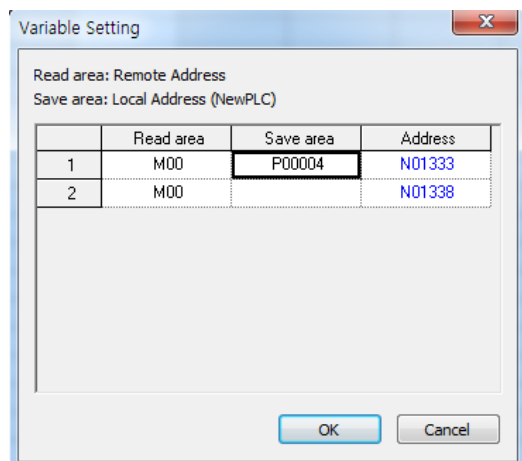 Variable Setting
Read area: Remote Address
Save area: Local Address (NewPLC)
Read area Save area Address
1 M00 P00004 N01333
2 M00 N01338
OK Cancel